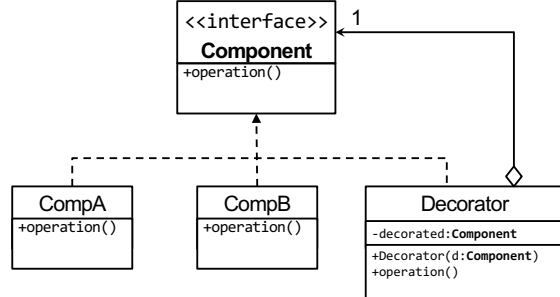 <<interface>>
Component
+operation()
1
CompA
+operation()
CompB
+operation()
Decorator
-decorated:Component
+Decorator(d:Component)
+operation()